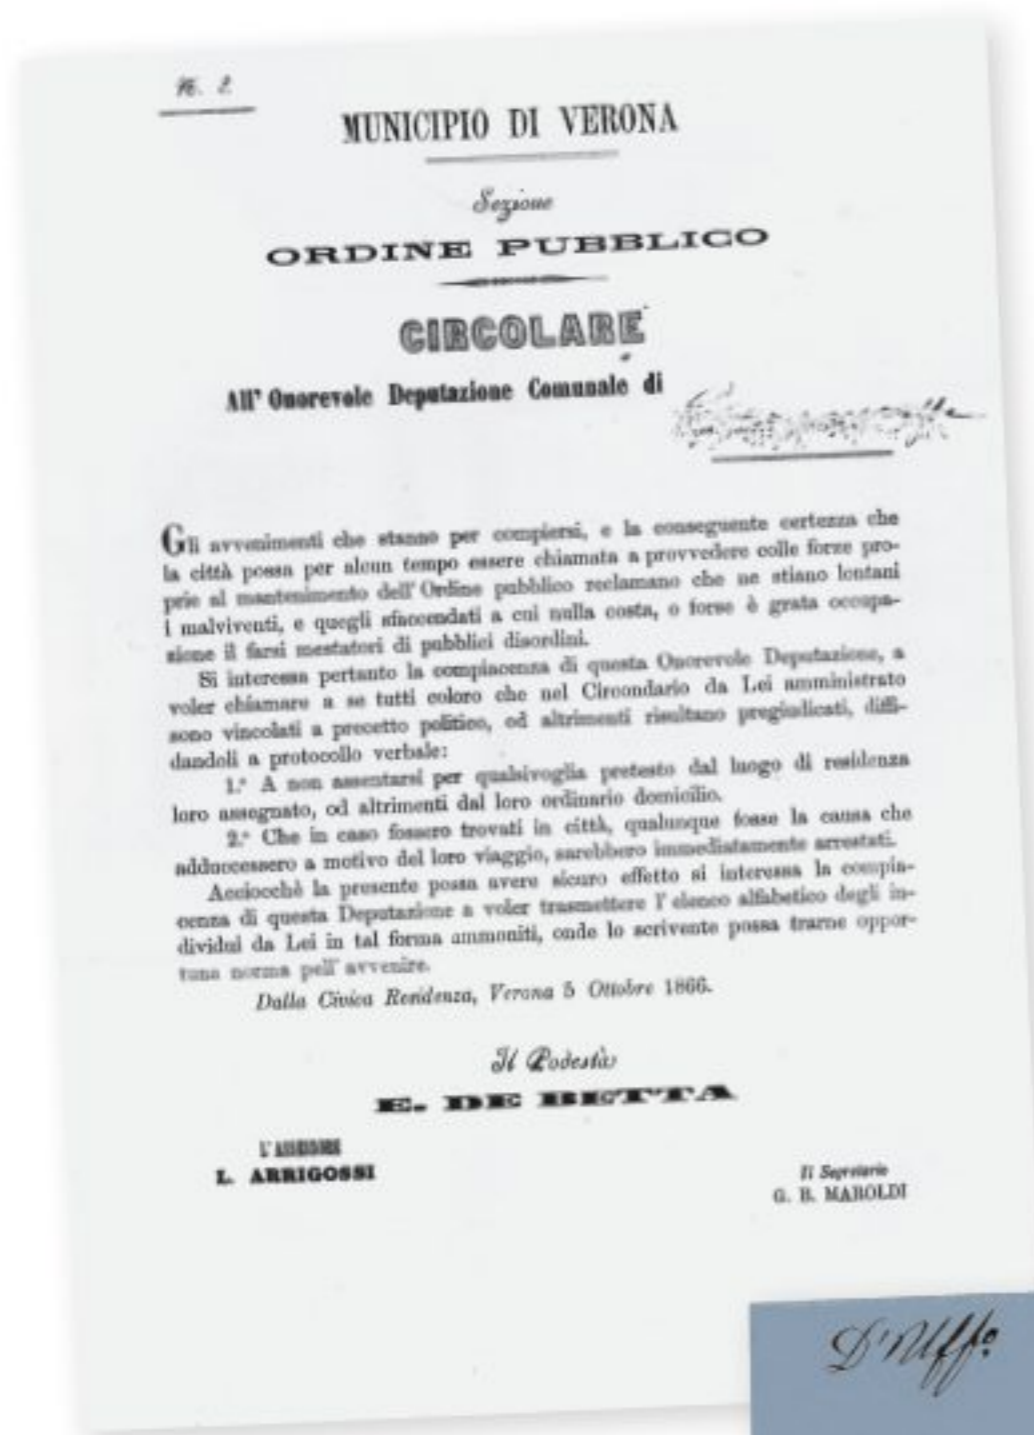 N. 2
MUNICIPIO DI VERONA
Sezione
ORDINE PUBBLICO
CIRCOLARE
All' Onorevole Deputazione Comunale di
Gli avvenimenti che stanno per compiersi, e la conseguente certezza che
la città possa per alcun tempo essere chiamata a provvedere colle forze pro-
prie al mantenimento dell' Ordine pubblico reclamano che ne stiano lontani
i malviventi, e quegli sfaccendati a cui nulla costa, o forse è grata occupa-
zione il farsi mestatori di pubblici disordini.
Si interessa pertanto la compiacenza di questa Onorevole Deputazione, a
voler chiamare a se tutti coloro che nel Circondario da Lei amministrato
sono vincolati a precetto politico, od altrimenti risultano pregiudicati, diffi-
dandoli a protocollo verbale:
1.° A non assentarsi per qualsivoglia pretesto dal luogo di residenza
loro assegnato, od altrimenti dal loro ordinario domicilio.
2.° Che in caso fossero trovati in città, qualunque fosse la causa che
adducessero a motivo del loro viaggio, sarebbero immediatamente arrestati.
Acciocchè la presente possa avere sicuro effetto si interessa la compia-
cenza di questa Deputazione a voler trasmettere l' elenco alfabetico degli in-
dividui da Lei in tal forma ammoniti, onde lo scrivente possa trarne oppor-
tuna norma pell' avvenire.
Dalla Civica Residenza, Verona 5 Ottobre 1866.
Il Podestà
E. DE BETTA
L' ASSESSORE
L. ARRIGOSSI
Il Segretario
G. B. MAROLDI
D'Uff°.